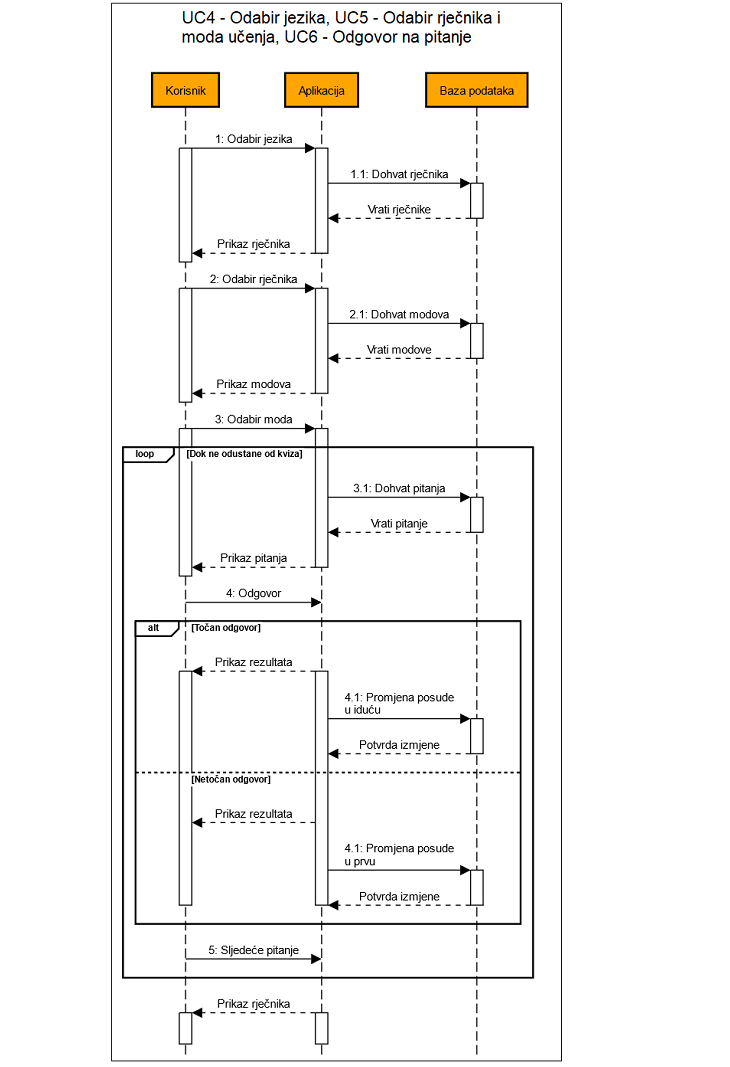 UC4 - Odabir jezika, UC5 - Odabir rječnika i
moda učenja, UC6 - Odgovor na pitanje
Korisnik
Aplikacija
Baza podataka
1: Odabir jezika
1.1: Dohvat rječnika
Vrati rječnike
Prikaz rječnika
2: Odabir rječnika
2.1: Dohvat modova
Vrati modove
Prikaz modova
3: Odabir moda
loop
[Dok ne odustane od kviza]
3.1: Dohvat pitanja
Vrati pitanje
Prikaz pitanja
4: Odgovor
alt
[Točan odgovor]
Prikaz rezultata
4.1: Promjena posude
u iduću
Potvrda izmjene
[Netočan odgovor]
Prikaz rezultata
4.1: Promjena posude
u prvu
Potvrda izmjene
5: Sljedeće pitanje
Prikaz rječnika